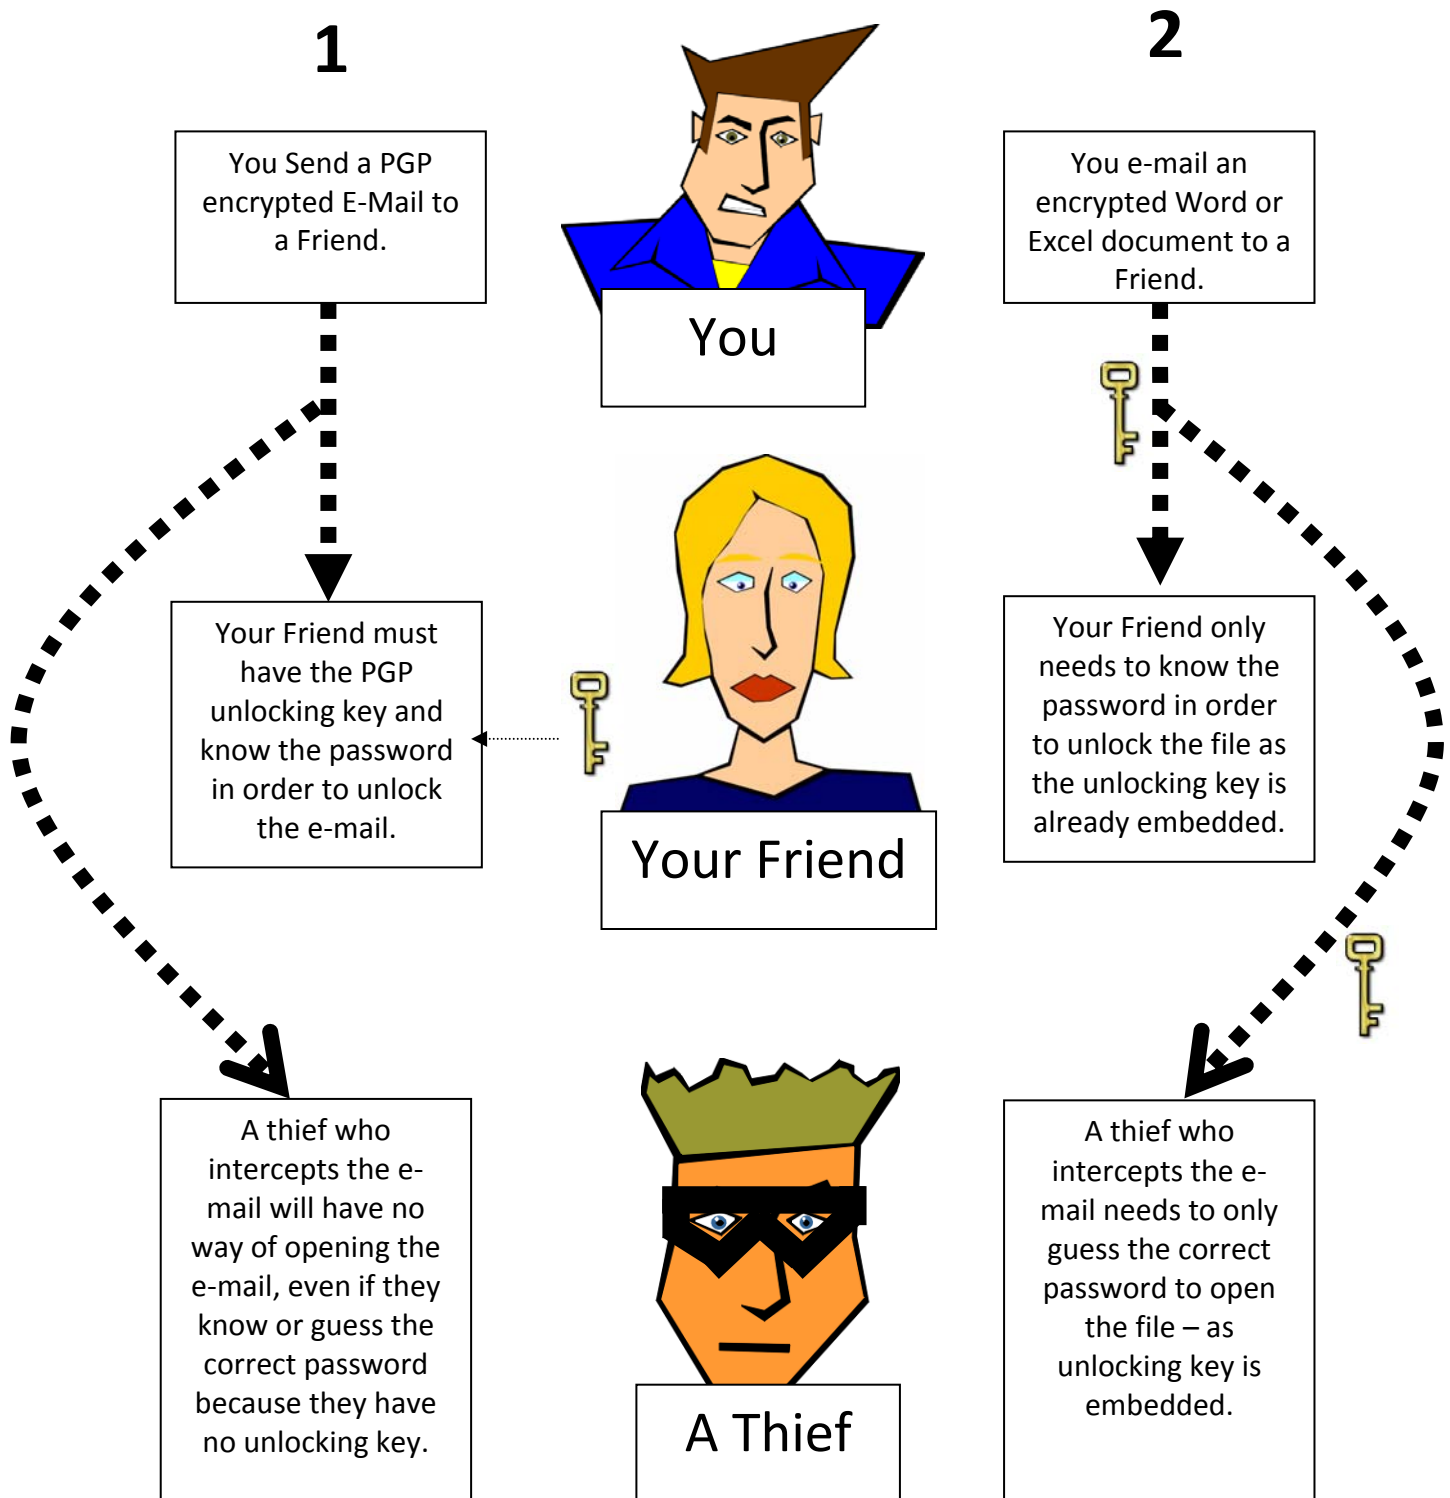 1
2
You Send a PGP
encrypted E-Mail to
a Friend.
You
You e-mail an
encrypted Word or
Excel document to a
Friend.
Your Friend must
have the PGP
unlocking key and
know the password
in order to unlock
the e-mail.
Your Friend
Your Friend only
needs to know the
password in order
to unlock the file as
the unlocking key is
already embedded.
A thief who
intercepts the e-
mail will have no
way of opening the
e-mail, even if they
know or guess the
correct password
because they have
no unlocking key.
A Thief
A thief who
intercepts the e-
mail needs to only
guess the correct
password to open
the file – as
unlocking key is
embedded.